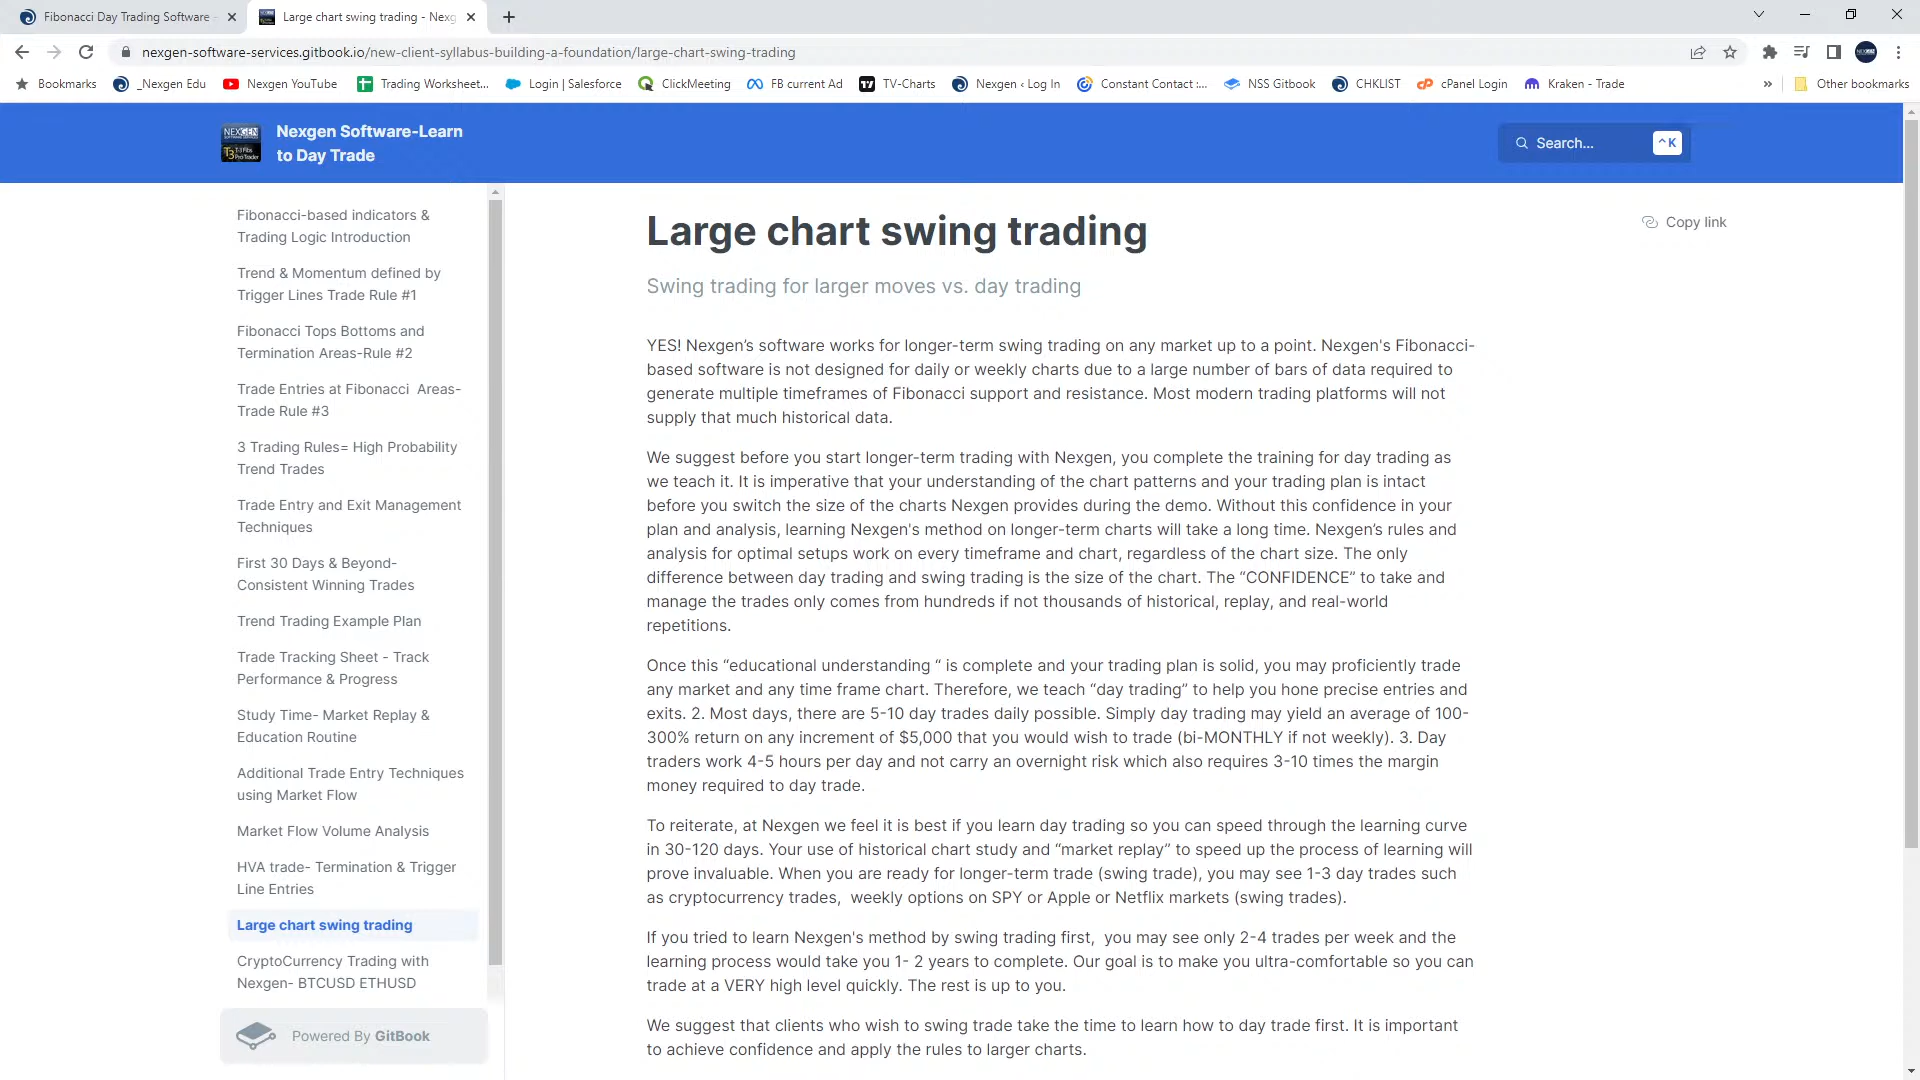 Fibonacci Day Trading Software -
Large chart swing trading - Nexg
nexgen-software-services.gitbook.io/new-client-syllabus-building-a-foundation/large-chart-swing-trading
Bookmarks
_Nexgen Edu
Nexgen YouTube
Trading Worksheet...
Login | Salesforce
ClickMeeting
FB current Ad
TV-Charts
Nexgen ‹ Log In
Constant Contact :...
NSS Gitbook
CHKLIST
cPanel Login
Kraken - Trade
»
Other bookmarks
NEXGEN
T3 T-3 Fibs
ProTrader
Nexgen Software-Learn
to Day Trade
Search...
^ K
Fibonacci-based indicators &
Trading Logic Introduction
Trend & Momentum defined by
Trigger Lines Trade Rule #1
Fibonacci Tops Bottoms and
Termination Areas-Rule #2
Trade Entries at Fibonacci  Areas-
Trade Rule #3
3 Trading Rules= High Probability
Trend Trades
Trade Entry and Exit Management
Techniques
First 30 Days & Beyond-
Consistent Winning Trades
Trend Trading Example Plan
Trade Tracking Sheet - Track
Performance & Progress
Study Time- Market Replay &
Education Routine
Additional Trade Entry Techniques
using Market Flow
Market Flow Volume Analysis
HVA trade- Termination & Trigger
Line Entries
Large chart swing trading
CryptoCurrency Trading with
Nexgen- BTCUSD ETHUSD
Powered By GitBook
Large chart swing trading
Copy link
Swing trading for larger moves vs. day trading
YES! Nexgen’s software works for longer-term swing trading on any market up to a point. Nexgen's Fibonacci-
based software is not designed for daily or weekly charts due to a large number of bars of data required to
generate multiple timeframes of Fibonacci support and resistance. Most modern trading platforms will not
supply that much historical data.
We suggest before you start longer-term trading with Nexgen, you complete the training for day trading as
we teach it. It is imperative that your understanding of the chart patterns and your trading plan is intact
before you switch the size of the charts Nexgen provides during the demo. Without this confidence in your
plan and analysis, learning Nexgen's method on longer-term charts will take a long time. Nexgen’s rules and
analysis for optimal setups work on every timeframe and chart, regardless of the chart size. The only
difference between day trading and swing trading is the size of the chart. The “CONFIDENCE” to take and
manage the trades only comes from hundreds if not thousands of historical, replay, and real-world
repetitions.
Once this “educational understanding “ is complete and your trading plan is solid, you may proficiently trade
any market and any time frame chart. Therefore, we teach “day trading” to help you hone precise entries and
exits. 2. Most days, there are 5-10 day trades daily possible. Simply day trading may yield an average of 100-
300% return on any increment of $5,000 that you would wish to trade (bi-MONTHLY if not weekly). 3. Day
traders work 4-5 hours per day and not carry an overnight risk which also requires 3-10 times the margin
money required to day trade.
To reiterate, at Nexgen we feel it is best if you learn day trading so you can speed through the learning curve
in 30-120 days. Your use of historical chart study and “market replay” to speed up the process of learning will
prove invaluable. When you are ready for longer-term trade (swing trade), you may see 1-3 day trades such
as cryptocurrency trades,  weekly options on SPY or Apple or Netflix markets (swing trades).
If you tried to learn Nexgen's method by swing trading first,  you may see only 2-4 trades per week and the
learning process would take you 1- 2 years to complete. Our goal is to make you ultra-comfortable so you can
trade at a VERY high level quickly. The rest is up to you.
We suggest that clients who wish to swing trade take the time to learn how to day trade first. It is important
to achieve confidence and apply the rules to larger charts.